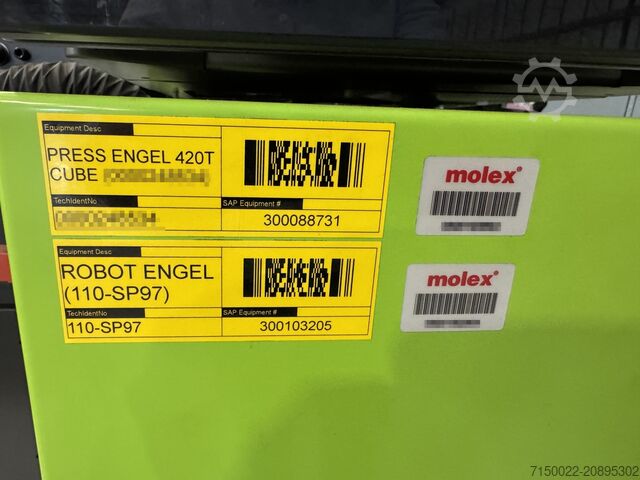 Equipment Desc
PRESS ENGEL 420T
CUBE
TechIdentNo
SAP Equipment #
300088731
molex®
Equipment Desc
ROBOT ENGEL
(110-SP97)
TechIdentNo
SAP Equipment #
110-SP97
300103205
molex®
7150022-20895302